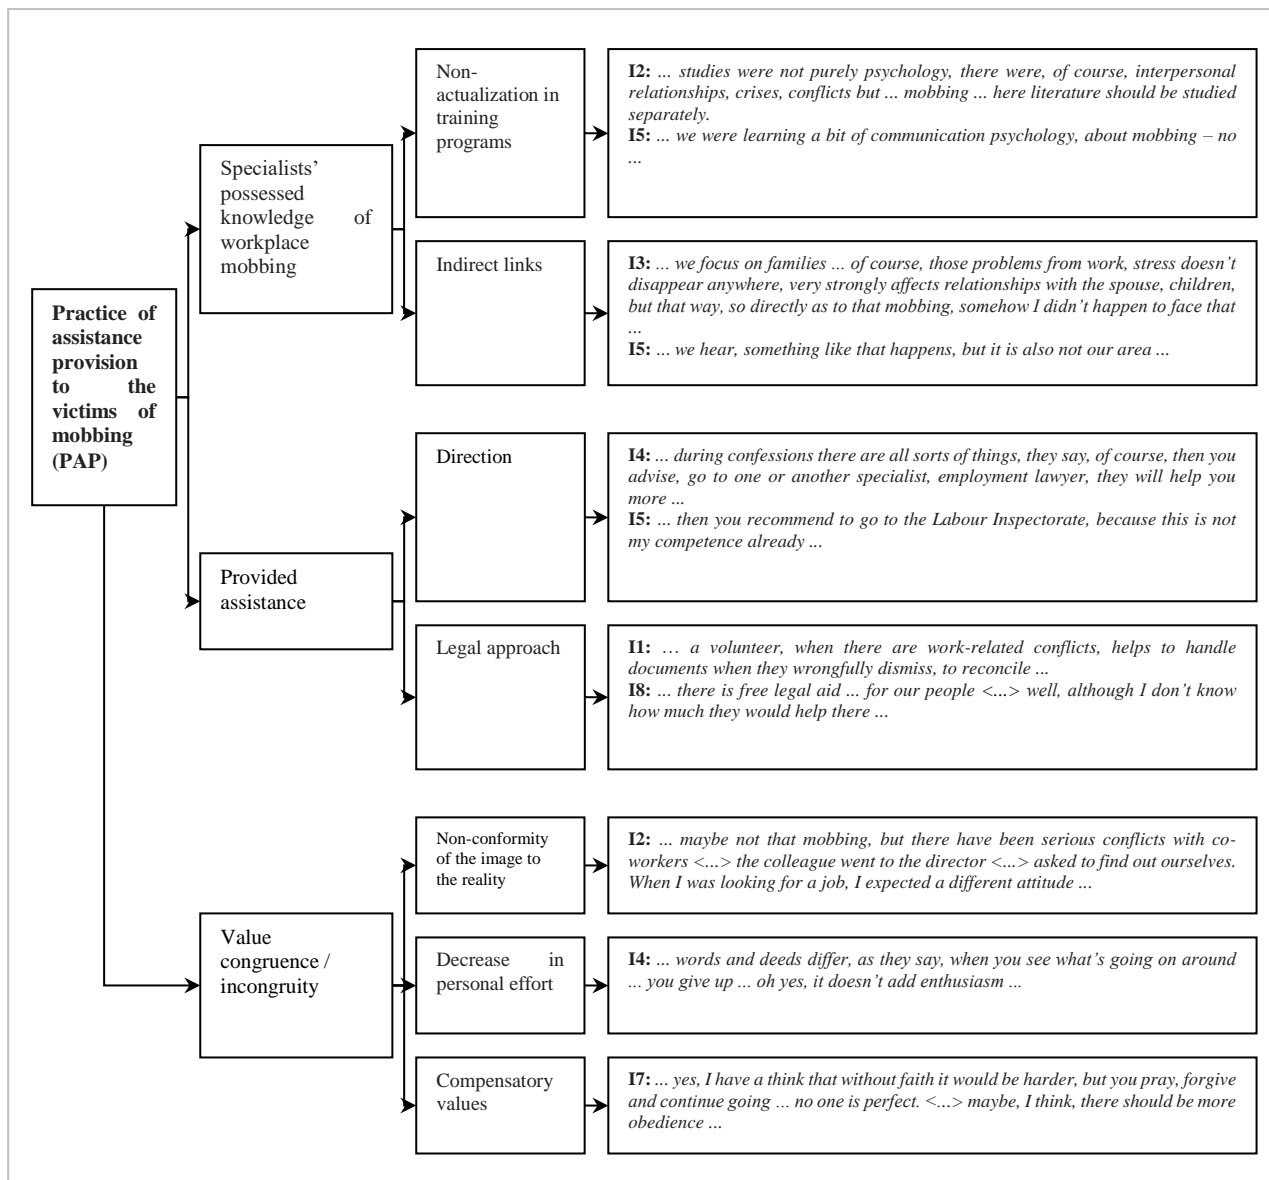 Practice of
assistance
provision
to the
victims of
mobbing
(PAP)
Specialists’
possessed
knowledge of
workplace
mobbing
Non-
actualization in
training
programs
I2: ... studies were not purely psychology, there were, of course, interpersonal
relationships, crises, conflicts but ... mobbing ... here literature should be studied
separately.
I5: ... we were learning a bit of communication psychology, about mobbing – no
...
Indirect links
I3: ... we focus on families ... of course, those problems from work, stress doesn’t
disappear anywhere, very strongly affects relationships with the spouse, children,
but that way, so directly as to that mobbing, somehow I didn’t happen to face that
...
I5: ... we hear, something like that happens, but it is also not our area ...
Provided
assistance
Direction
I4: ... during confessions there are all sorts of things, they say, of course, then you
advise, go to one or another specialist, employment lawyer, they will help you
more ...
I5: ... then you recommend to go to the Labour Inspectorate, because this is not
my competence already ...
Legal approach
I1: … a volunteer, when there are work-related conflicts, helps to handle
documents when they wrongfully dismiss, to reconcile ...
I8: ... there is free legal aid ... for our people <...> well, although I don’t know
how much they would help there ...
Value
congruence /
incongruity
Non-conformity
of the image to
the reality
I2: ... maybe not that mobbing, but there have been serious conflicts with co-
workers <...> the colleague went to the director <...> asked to find out ourselves.
When I was looking for a job, I expected a different attitude ...
Decrease in
personal effort
I4: ... words and deeds differ, as they say, when you see what’s going on around
... you give up ... oh yes, it doesn’t add enthusiasm ...
Compensatory
values
I7: ... yes, I have a think that without faith it would be harder, but you pray, forgive
and continue going ... no one is perfect. <...> maybe, I think, there should be more
obedience ...